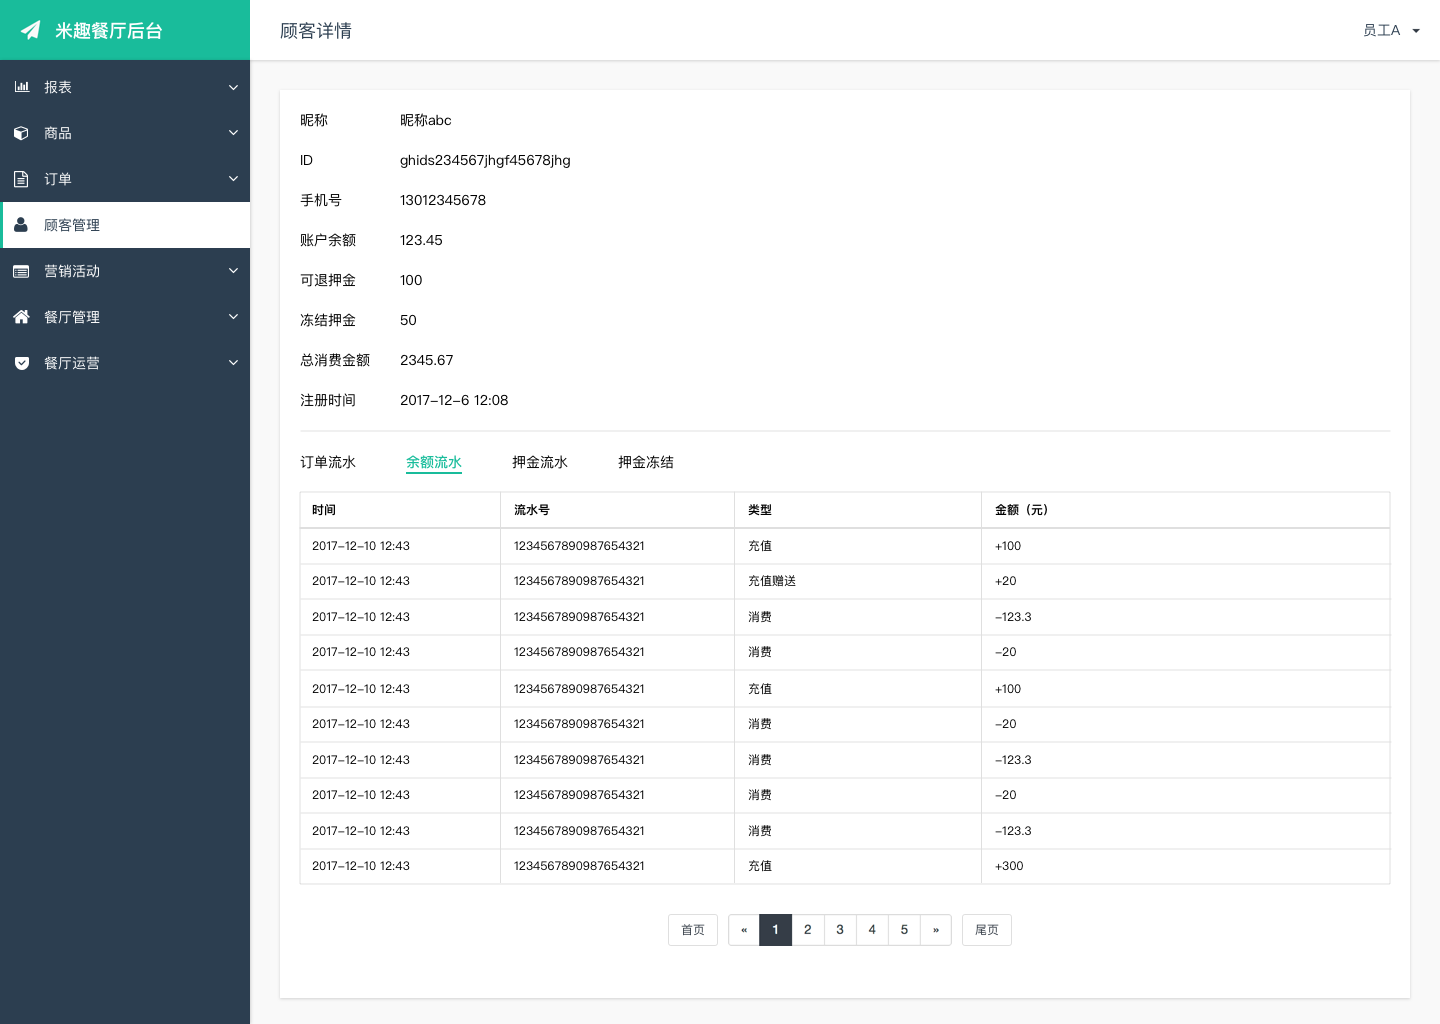 米趣餐厅后台
顾客详情
员工A
报表
商品
订单
顾客管理
营销活动
餐厅管理
餐厅运营
昵称 昵称abc
ID ghids234567jhgf45678jhg
手机号 13012345678
账户余额 123.45
可退押金 100
冻结押金 50
总消费金额 2345.67
注册时间 2017-12-6 12:08
订单流水 余额流水 押金流水 押金冻结
时间 流水号 类型 金额（元）
2017-12-10 12:43 1234567890987654321 充值 +100
2017-12-10 12:43 1234567890987654321 充值赠送 +20
2017-12-10 12:43 1234567890987654321 消费 -123.3
2017-12-10 12:43 1234567890987654321 消费 -20
2017-12-10 12:43 1234567890987654321 充值 +100
2017-12-10 12:43 1234567890987654321 消费 -20
2017-12-10 12:43 1234567890987654321 消费 -123.3
2017-12-10 12:43 1234567890987654321 消费 -20
2017-12-10 12:43 1234567890987654321 消费 -123.3
2017-12-10 12:43 1234567890987654321 充值 +300
首页 « 1 2 3 4 5 » 尾页